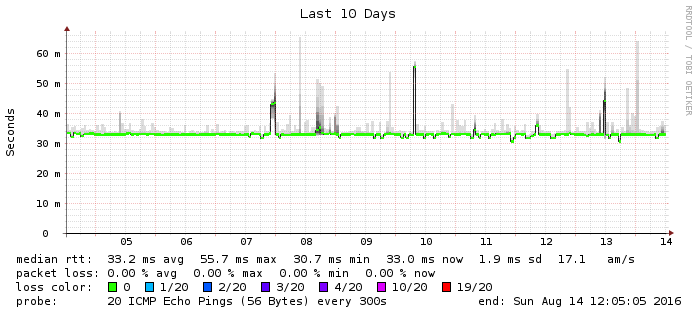 Last 10 Days
RRDTOOL / TOBI OETIKER
Seconds
60 m
50 m
40 m
30 m
20 m
10 m
0
05 06 07 08 09 10 11 12 13 14
median rtt: 33.2 ms avg 55.7 ms max 30.7 ms min 33.0 ms now 1.9 ms sd 17.1 am/s
packet loss: 0.00 % avg 0.00 % max 0.00 % min 0.00 % now
loss color: 0 1/20 2/20 3/20 4/20 10/20 19/20
probe: 20 ICMP Echo Pings (56 Bytes) every 300s end: Sun Aug 14 12:05:05 2016